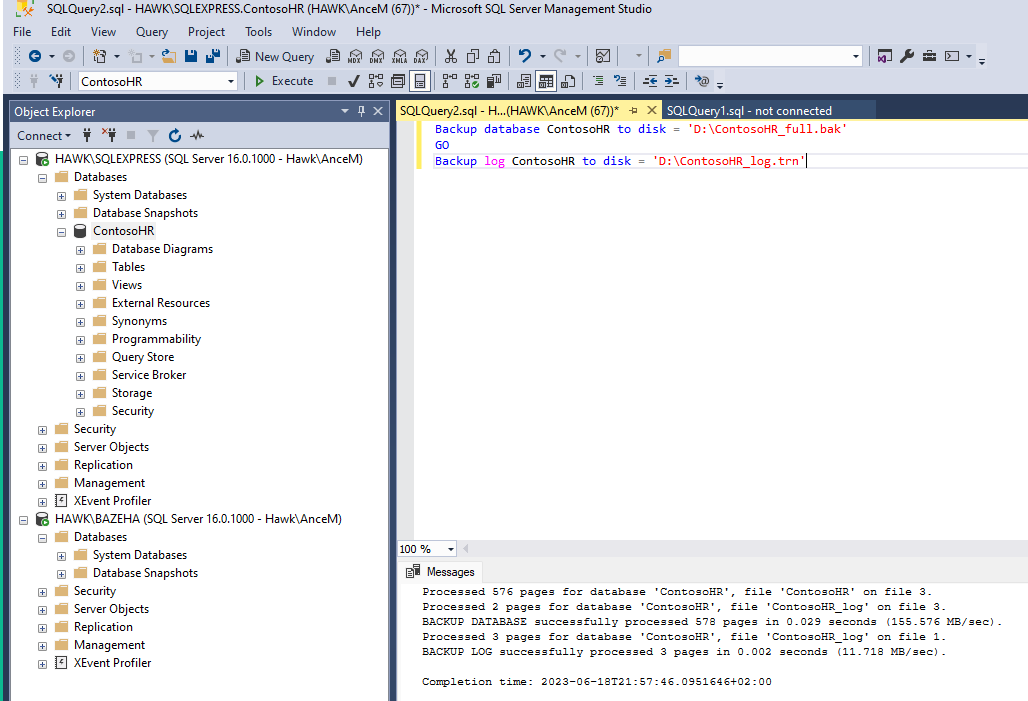 SQLQuery2.sql - HAWK\SQLEXPRESS.ContosoHR (HAWK\AnceM (67))* - Microsoft SQL Server Management Studio
File Edit View Query Project Tools Window Help
New Query MDX DMX XMLA DAX
ContosoHR Execute
Object Explorer
Connect
HAWK\SQLEXPRESS (SQL Server 16.0.1000 - Hawk\AnceM)
Databases
System Databases
Database Snapshots
ContosoHR
Database Diagrams
Tables
Views
External Resources
Synonyms
Programmability
Query Store
Service Broker
Storage
Security
Security
Server Objects
Replication
Management
XEvent Profiler
HAWK\BAZEHA (SQL Server 16.0.1000 - Hawk\AnceM)
Databases
System Databases
Database Snapshots
Security
Server Objects
Replication
Management
XEvent Profiler
SQLQuery2.sql - H...(HAWK\AnceM (67))* SQLQuery1.sql - not connected
Backup database ContosoHR to disk = 'D:\ContosoHR_full.bak'
GO
Backup log ContosoHR to disk = 'D:\ContosoHR_log.trn'
100 %
Messages
Processed 576 pages for database 'ContosoHR', file 'ContosoHR' on file 3.
Processed 2 pages for database 'ContosoHR', file 'ContosoHR_log' on file 3.
BACKUP DATABASE successfully processed 578 pages in 0.029 seconds (155.576 MB/sec).
Processed 3 pages for database 'ContosoHR', file 'ContosoHR_log' on file 1.
BACKUP LOG successfully processed 3 pages in 0.002 seconds (11.718 MB/sec).
Completion time: 2023-06-18T21:57:46.0951646+02:00